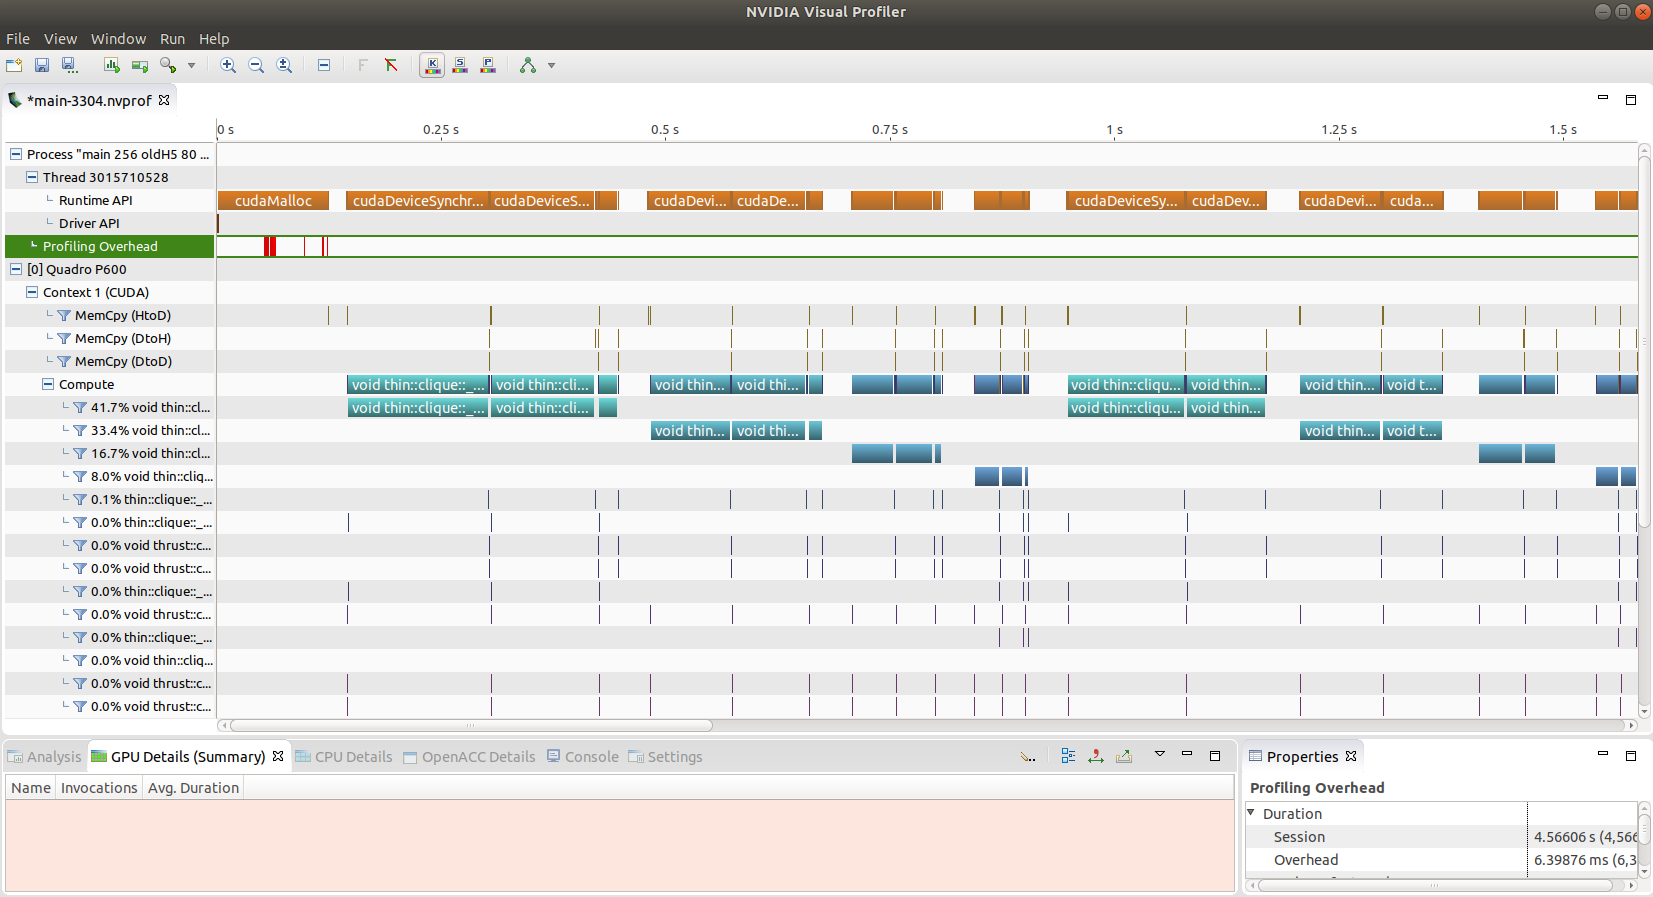 NVIDIA Visual Profiler
File View Window Run Help
*main-3304.nvprof
0 s 0.25 s 0.5 s 0.75 s 1 s 1.25 s 1.5 s
Process "main 256 oldH5 80 ...
Thread 3015710528
Runtime API cudaMalloc cudaDeviceSynchr... cudaDeviceS... cudaDevi... cudaDe... cudaDeviceSy... cudaDev... cudaDevi... cuda...
Driver API
Profiling Overhead
[0] Quadro P600
Context 1 (CUDA)
MemCpy (HtoD)
MemCpy (DtoH)
MemCpy (DtoD)
Compute void thin::clique::_... void thin::cli... void thin... void thi... void thin::cliqu... void thin... void thin... void t...
41.7% void thin::cl... void thin::clique::_... void thin::cli... void thin::cliqu... void thin...
33.4% void thin::cl... void thin... void thi... void thin... void t...
16.7% void thin::cl...
8.0% void thin::cliq...
0.1% thin::clique::_...
0.0% thin::clique::_...
0.0% void thrust::c...
0.0% void thrust::c...
0.0% thin::clique::_...
0.0% void thrust::c...
0.0% thin::clique::_...
0.0% void thin::cliq...
0.0% void thrust::c...
0.0% void thrust::c...
Analysis GPU Details (Summary) CPU Details OpenACC Details Console Settings
Name Invocations Avg. Duration
Properties
Profiling Overhead
Duration
Session 4.56606 s (4,566
Overhead 6.39876 ms (6,3